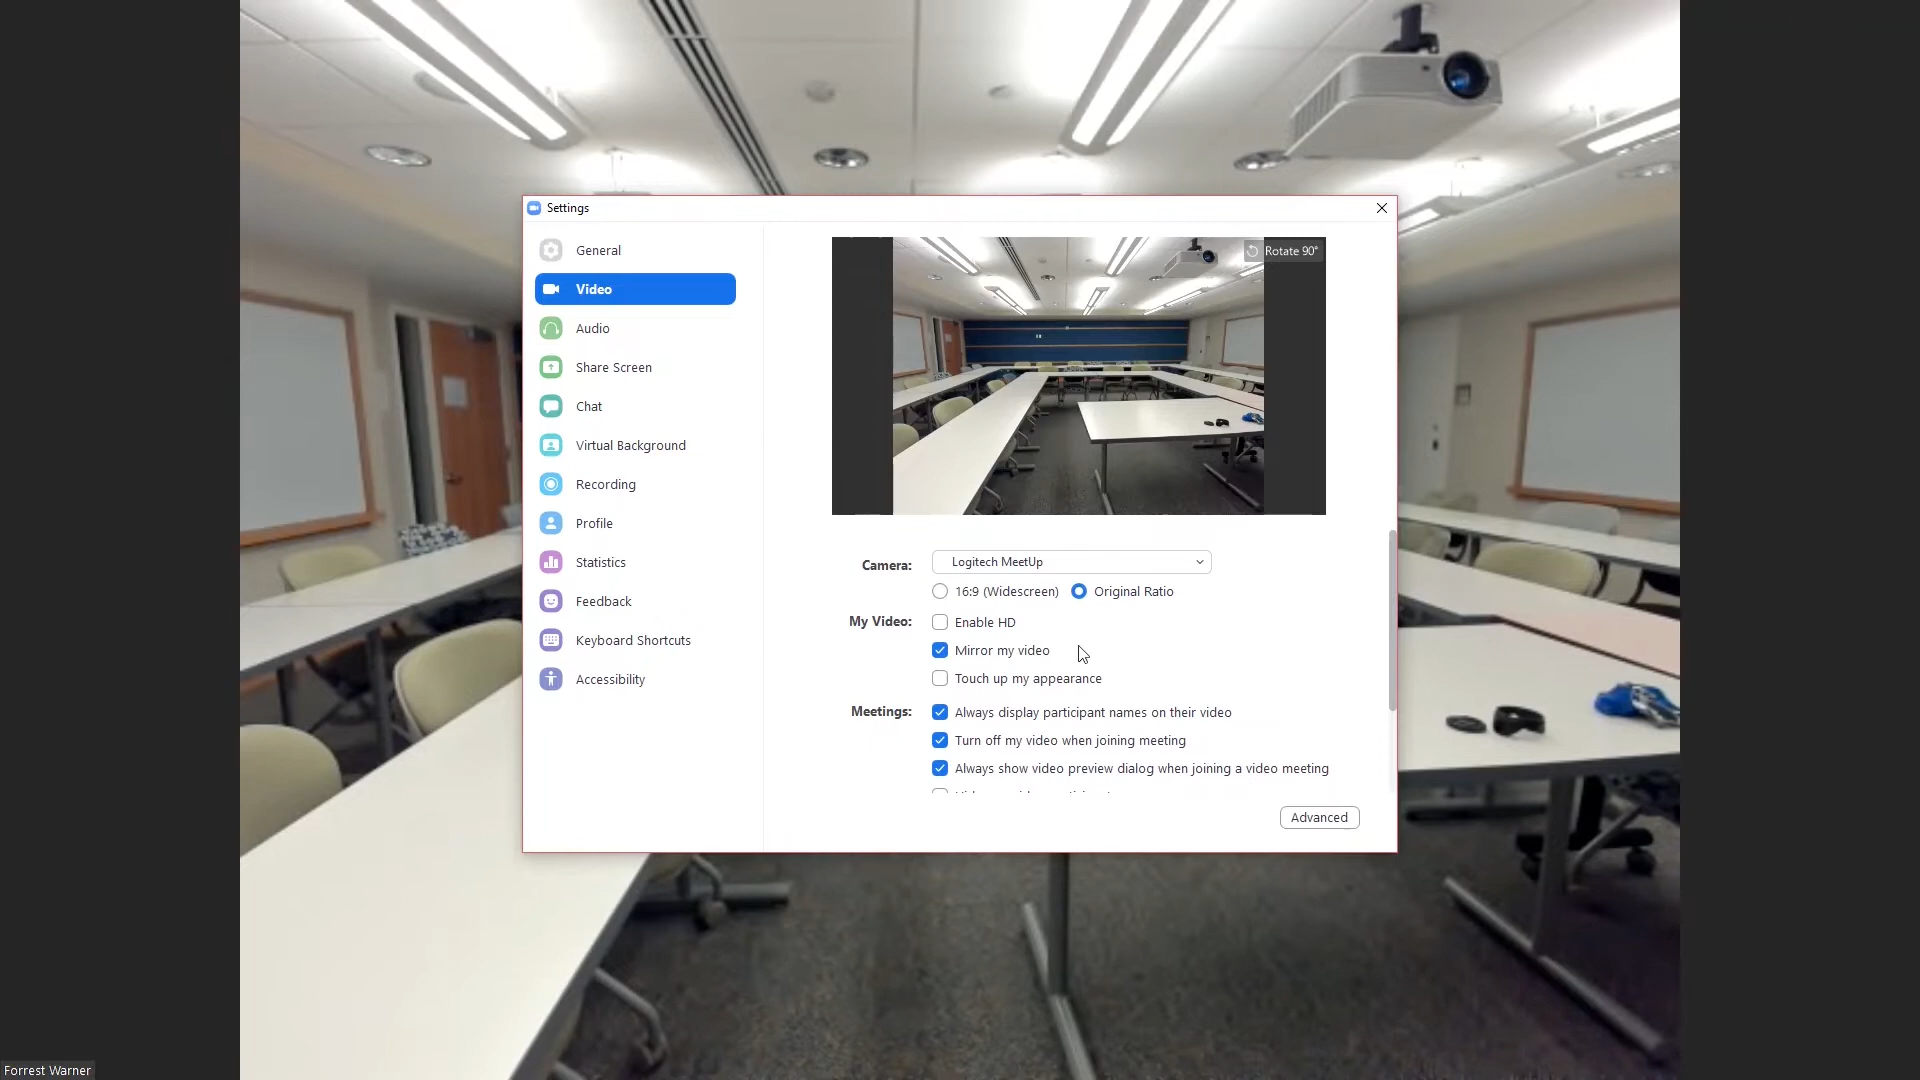 Settings
General
Video
Audio
Share Screen
Chat
Virtual Background
Recording
Profile
Statistics
Feedback
Keyboard Shortcuts
Accessibility
Rotate 90°
Camera: Logitech MeetUp
16:9 (Widescreen) Original Ratio
My Video: Enable HD
Mirror my video
Touch up my appearance
Meetings: Always display participant names on their video
Turn off my video when joining meeting
Always show video preview dialog when joining a video meeting
Advanced
Forrest Warner